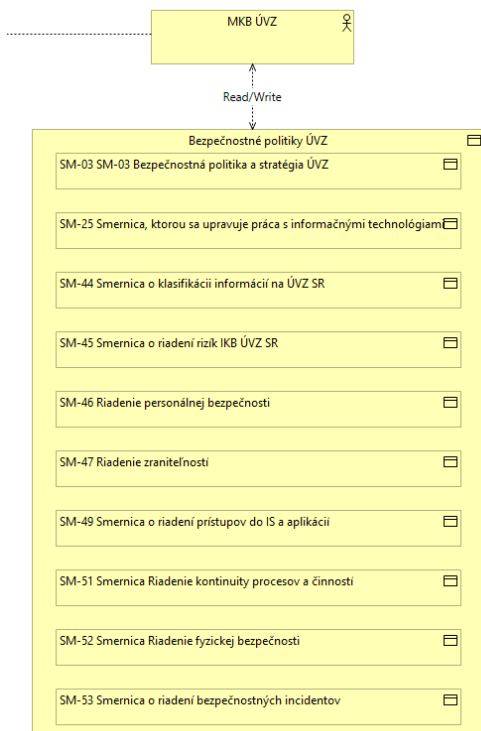 MKB ÚVZ
Read/Write
Bezpečnostné politiky ÚVZ
SM-03 SM-03 Bezpečnostná politika a stratégia ÚVZ
SM-25 Smernica, ktorou sa upravuje práca s informačnými technológiami
SM-44 Smernica o klasifikácii informácií na ÚVZ SR
SM-45 Smernica o riadení rizík IKB ÚVZ SR
SM-46 Riadenie personálnej bezpečnosti
SM-47 Riadenie zraniteľností
SM-49 Smernica o riadení prístupov do IS a aplikácií
SM-51 Smernica Riadenie kontinuity procesov a činností
SM-52 Smernica Riadenie fyzickej bezpečnosti
SM-53 Smernica o riadení bezpečnostných incidentov